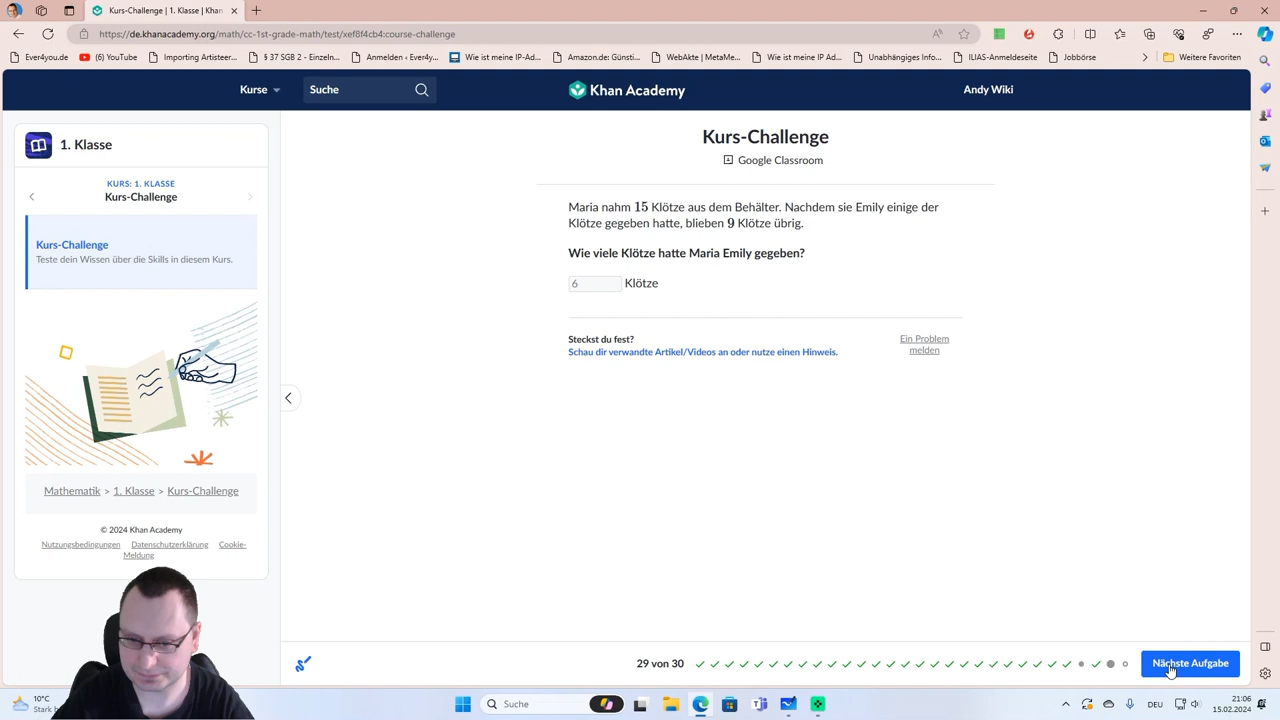 Kurs-Challenge | 1. Klasse | Kha
https://de.khanacademy.org/math/cc-1st-grade-math/test/xef8f4cb4:course-challenge
Ever4you.de
(6) YouTube
Importing Artisteer...
§ 37 SGB 2 - Einzeln...
Anmelden ‹ Every4y...
Wie ist meine IP-Ad...
Amazon.de: Günsti...
WebAkte | MeinAuto...
Wie ist meine IP Ad...
Unabhängiges Info...
ILIAS-Seminararbeiten
Jobbörse
Weitere Favoriten
Kurse
Suche
Khan Academy
Andy Wiki
1. Klasse
KURS: 1. KLASSE
Kurs-Challenge
Kurs-Challenge
Teste dein Wissen über die Skills in diesem Kurs.
Mathematik > 1. Klasse > Kurs-Challenge
© 2024 Khan Academy
Nutzungsbedingungen Datenschutzerklärung Cookie-
Meldung
Kurs-Challenge
Google Classroom
Maria nahm 15 Klötze aus dem Behälter. Nachdem sie Emily einige der
Klötze gegeben hatte, blieben 9 Klötze übrig.
Wie viele Klötze hatte Maria Emily gegeben?
6 Klötze
Steckst du fest?
Schau dir verwandte Artikel/Videos an oder nutze einen Hinweis.
Ein Problem
melden
29 von 30
Nächste Aufgabe
10°C
Stark b
Suche
DEU
21:06
15.02.2024